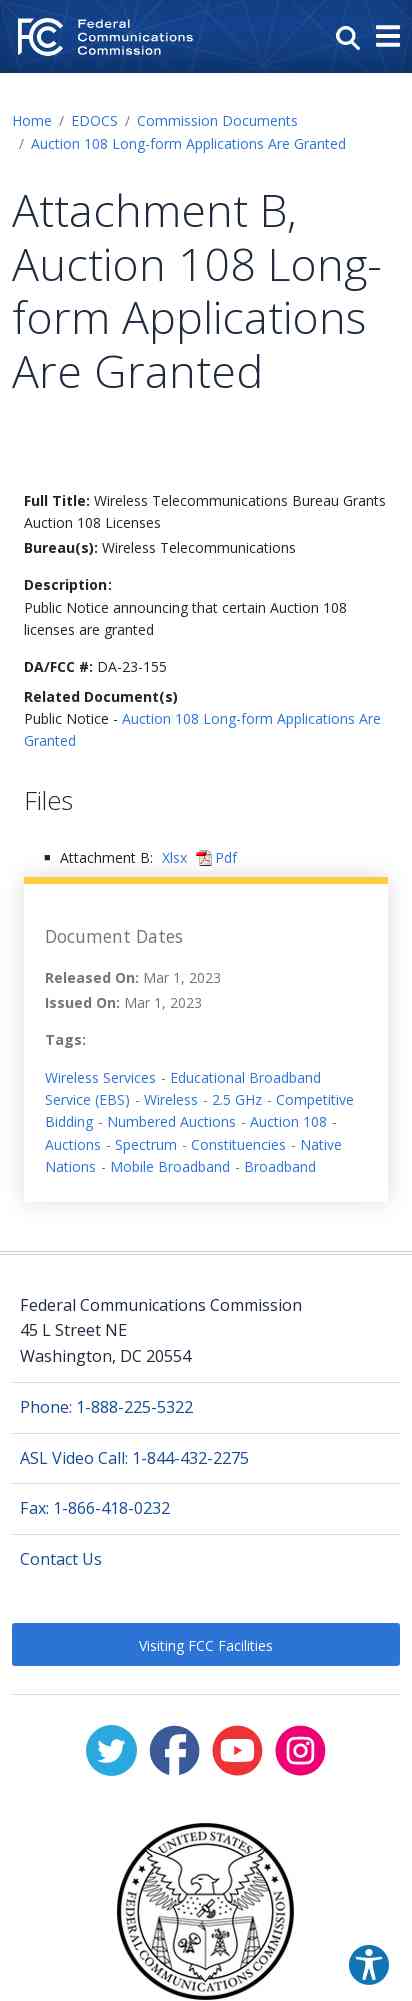 Federal
Communications
Commission
Home / EDOCS / Commission Documents
/ Auction 108 Long-form Applications Are Granted
Attachment B,
Auction 108 Long-
form Applications
Are Granted
Full Title: Wireless Telecommunications Bureau Grants
Auction 108 Licenses
Bureau(s): Wireless Telecommunications
Description:
Public Notice announcing that certain Auction 108
licenses are granted
DA/FCC #: DA-23-155
Related Document(s)
Public Notice - Auction 108 Long-form Applications Are
Granted
Files
▪ Attachment B: Xlsx Pdf
Document Dates
Released On: Mar 1, 2023
Issued On: Mar 1, 2023
Tags:
Wireless Services - Educational Broadband
Service (EBS) - Wireless - 2.5 GHz - Competitive
Bidding - Numbered Auctions - Auction 108 -
Auctions - Spectrum - Constituencies - Native
Nations - Mobile Broadband - Broadband
Federal Communications Commission
45 L Street NE
Washington, DC 20554
Phone: 1-888-225-5322
ASL Video Call: 1-844-432-2275
Fax: 1-866-418-0232
Contact Us
Visiting FCC Facilities
UNITED STATES
FEDERAL COMMUNICATIONS COMMISSION